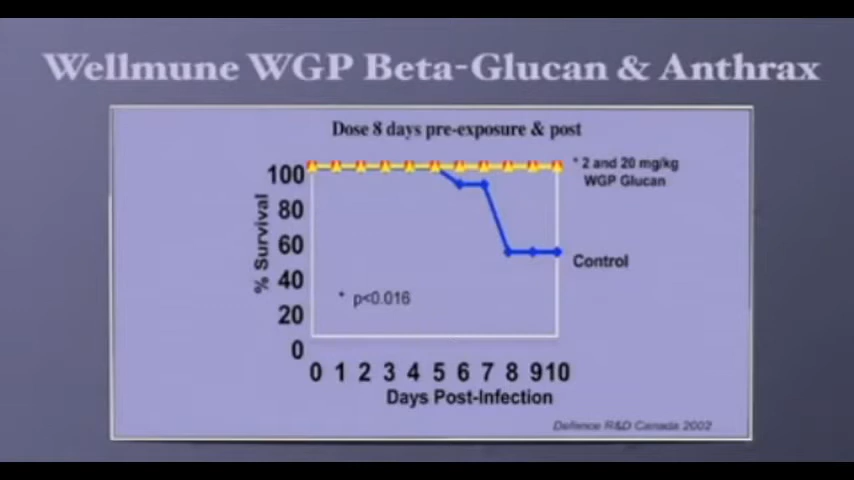 Wellmune WGP Beta-Glucan & Anthrax
Dose 8 days pre-exposure & post
* 2 and 20 mg/kg
WGP Glucan
100
80
60
40
20
0
% Survival
Control
* p<0.016
0 1 2 3 4 5 6 7 8 9 10
Days Post-Infection
Defence R&D Canada 2002